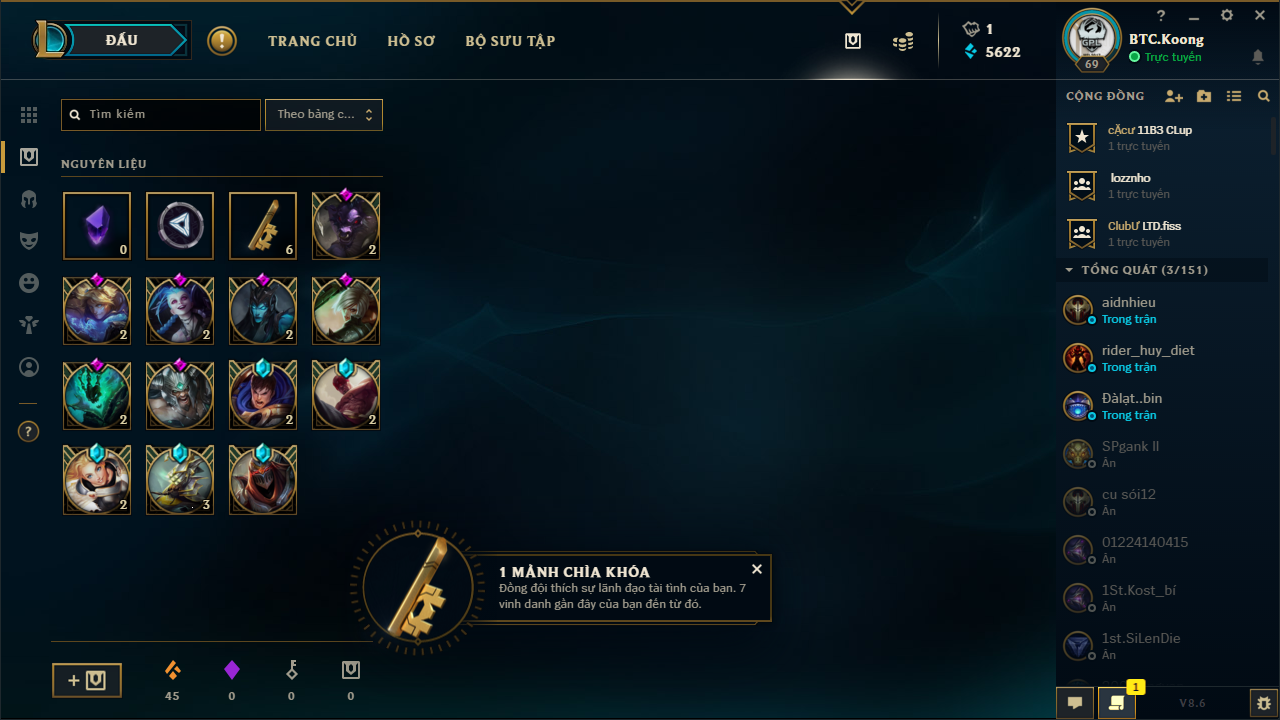 ĐẤU
TRANG CHỦ
HỒ SƠ
BỘ SƯU TẬP
1
5622
69
BTC.Koong
Trực tuyến
Tìm kiếm
Theo bảng c...
NGUYÊN LIỆU
0
6
2
2
2
2
2
2
2
2
3
1 MẢNH CHÌA KHÓA
Đồng đội thích sự lãnh đạo tài tình của bạn. 7
vinh danh gần đây của bạn đến từ đó.
45
0
0
0
CỘNG ĐỒNG
cẶcư 11B3 CLup
1 trực tuyến
lozznho
1 trực tuyến
ClubƯ LTD.fiss
1 trực tuyến
TỔNG QUÁT (3/151)
aidnhieu
Trong trận
rider_huy_diet
Trong trận
Đàlạt..bin
Trong trận
SPgank II
Ẩn
cu sói12
Ẩn
01224140415
Ẩn
1St.Kost_bí
Ẩn
1st.SiLenDie
Ẩn
1
V8.6